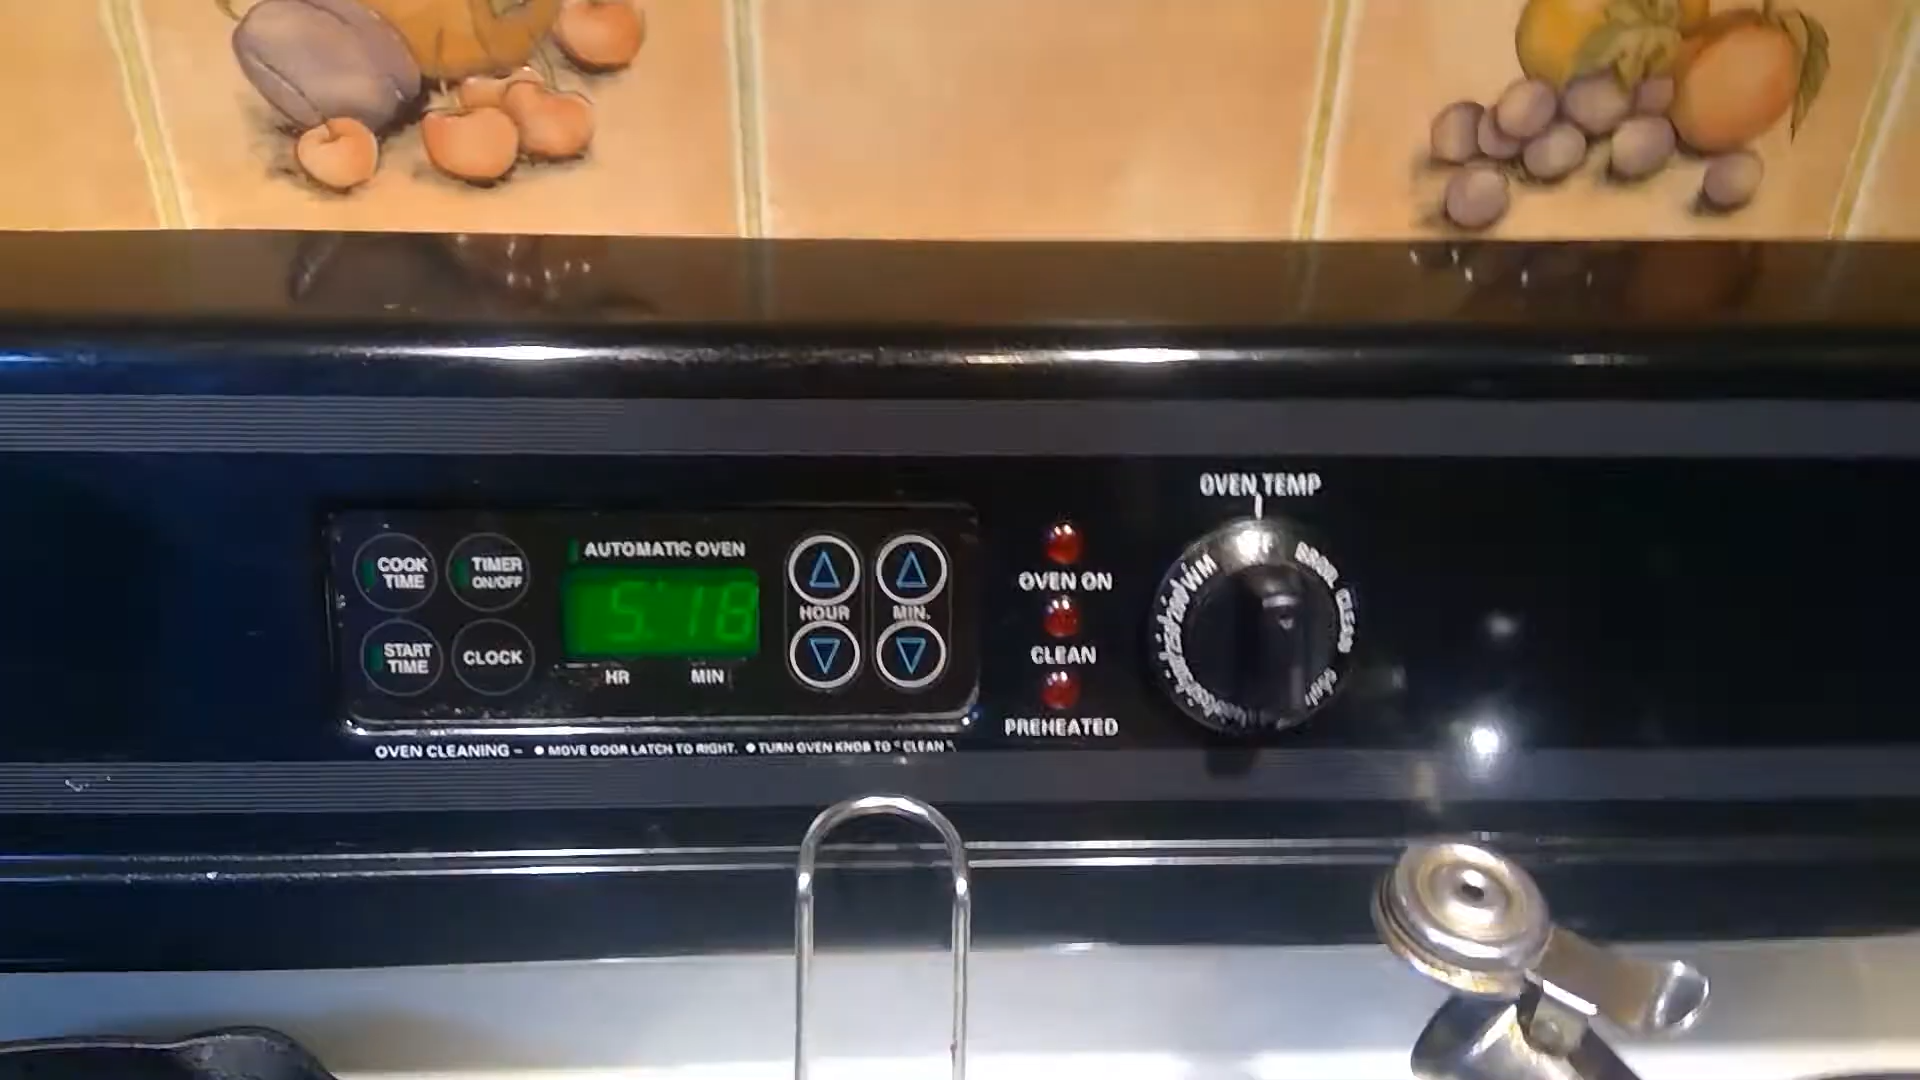 OVEN TEMP
COOK TIME
TIMER ON/OFF
AUTOMATIC OVEN
5:18
HOUR
MIN.
START TIME
CLOCK
HR
MIN
OVEN ON
CLEAN
PREHEATED
WM
BROIL
CLEAN
OVEN CLEANING – ● MOVE DOOR LATCH TO RIGHT. ● TURN OVEN KNOB TO "CLEAN"